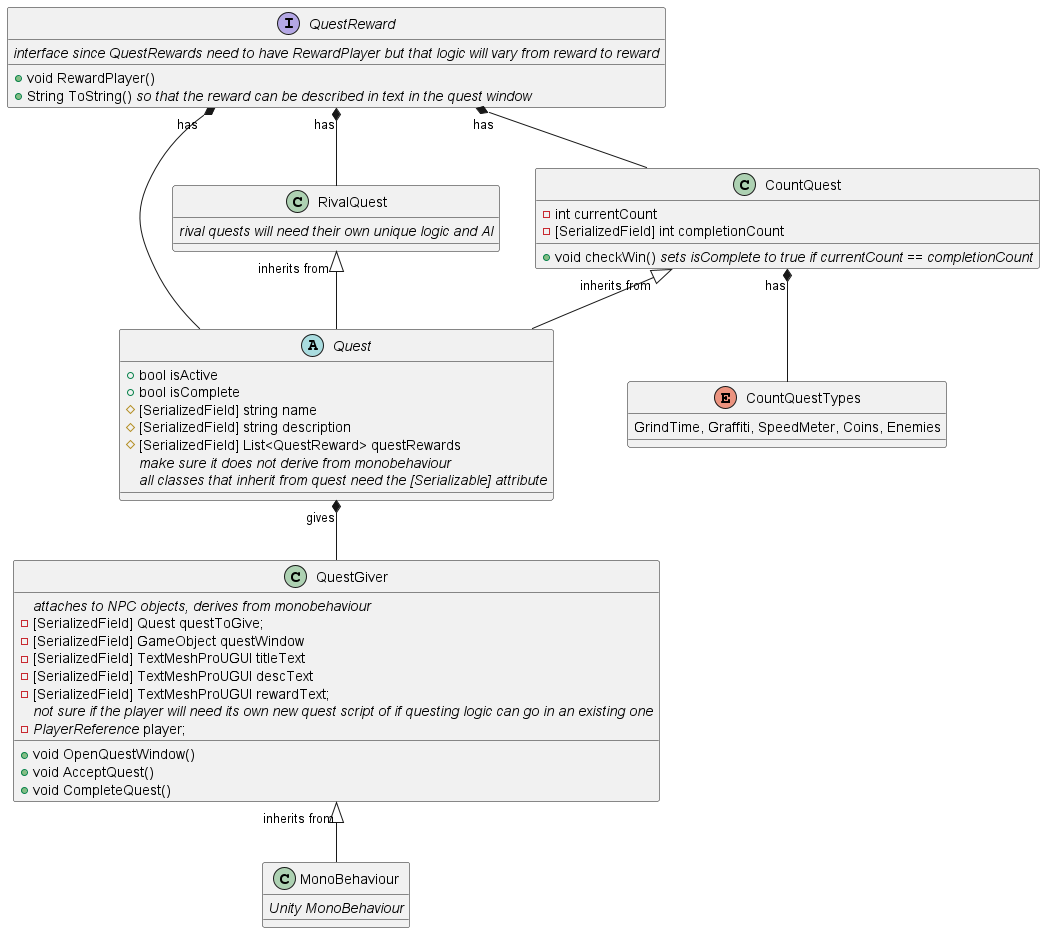 I QuestReward
interface since QuestRewards need to have RewardPlayer but that logic will vary from reward to reward
void RewardPlayer()
String ToString() so that the reward can be described in text in the quest window
has
has
has
C RivalQuest
rival quests will need their own unique logic and AI
C CountQuest
int currentCount
[SerializedField] int completionCount
void checkWin() sets isComplete to true if currentCount == completionCount
inherits from
inherits from
has
A Quest
bool isActive
bool isComplete
[SerializedField] string name
[SerializedField] string description
[SerializedField] List<QuestReward> questRewards
make sure it does not derive from monobehaviour
all classes that inherit from quest need the [Serializable] attribute
E CountQuestTypes
GrindTime, Graffiti, SpeedMeter, Coins, Enemies
gives
C QuestGiver
attaches to NPC objects, derives from monobehaviour
[SerializedField] Quest questToGive;
[SerializedField] GameObject questWindow
[SerializedField] TextMeshProUGUI titleText
[SerializedField] TextMeshProUGUI descText
[SerializedField] TextMeshProUGUI rewardText;
not sure if the player will need its own new quest script of if questing logic can go in an existing one
PlayerReference player;
void OpenQuestWindow()
void AcceptQuest()
void CompleteQuest()
inherits from
C MonoBehaviour
Unity MonoBehaviour